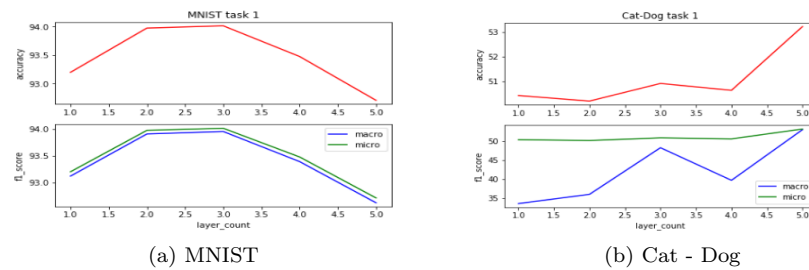 MNIST task 1
94.0
93.5
93.0
accuracy
1.0 1.5 2.0 2.5 3.0 3.5 4.0 4.5 5.0
94.0
93.5
93.0
f1_score
macro
micro
1.0 1.5 2.0 2.5 3.0 3.5 4.0 4.5 5.0
layer_count
(a) MNIST
Cat-Dog task 1
53
52
51
accuracy
1.0 1.5 2.0 2.5 3.0 3.5 4.0 4.5 5.0
50
45
40
35
f1_score
macro
micro
1.0 1.5 2.0 2.5 3.0 3.5 4.0 4.5 5.0
layer_count
(b) Cat - Dog